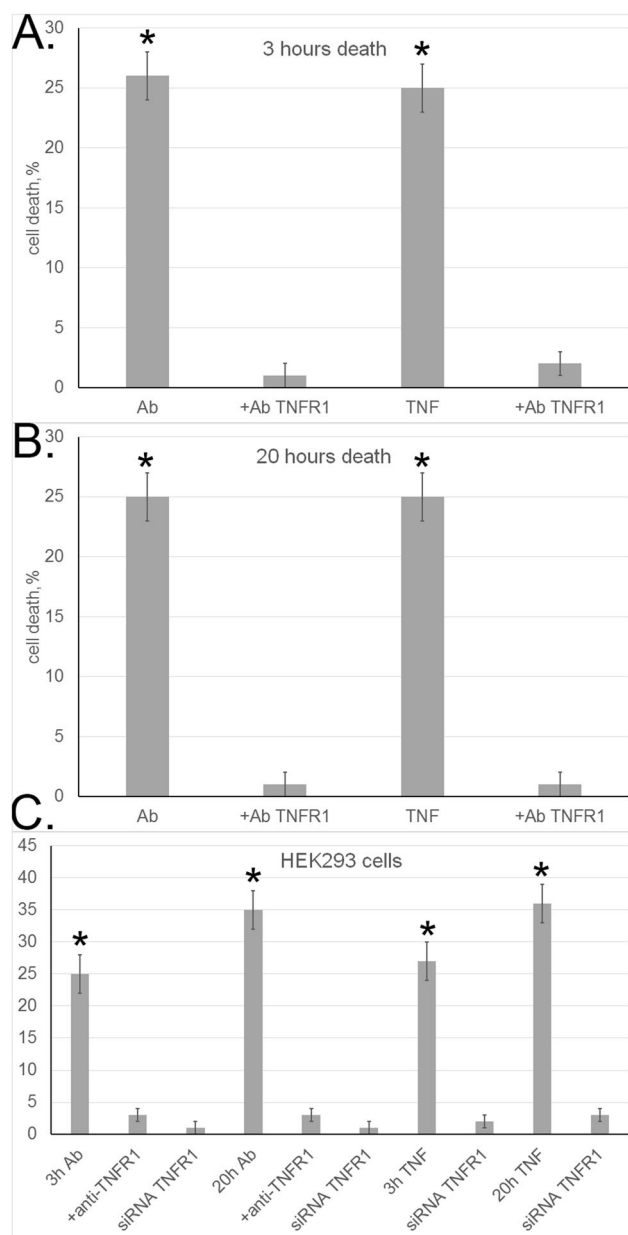 A.
3 hours death
*
*
30
25
20
15
10
5
0
cell death, %
Ab
+Ab TNFR1
TNF
+Ab TNFR1
B.
20 hours death
*
*
30
25
20
15
10
5
0
cell death, %
Ab
+Ab TNFR1
TNF
+Ab TNFR1
C.
HEK293 cells
*
*
*
*
45
40
35
30
25
20
15
10
5
0
3h Ab
+anti-TNFR1
siRNA TNFR1
20h Ab
+anti-TNFR1
siRNA TNFR1
3h TNF
siRNA TNFR1
20h TNF
siRNA TNFR1